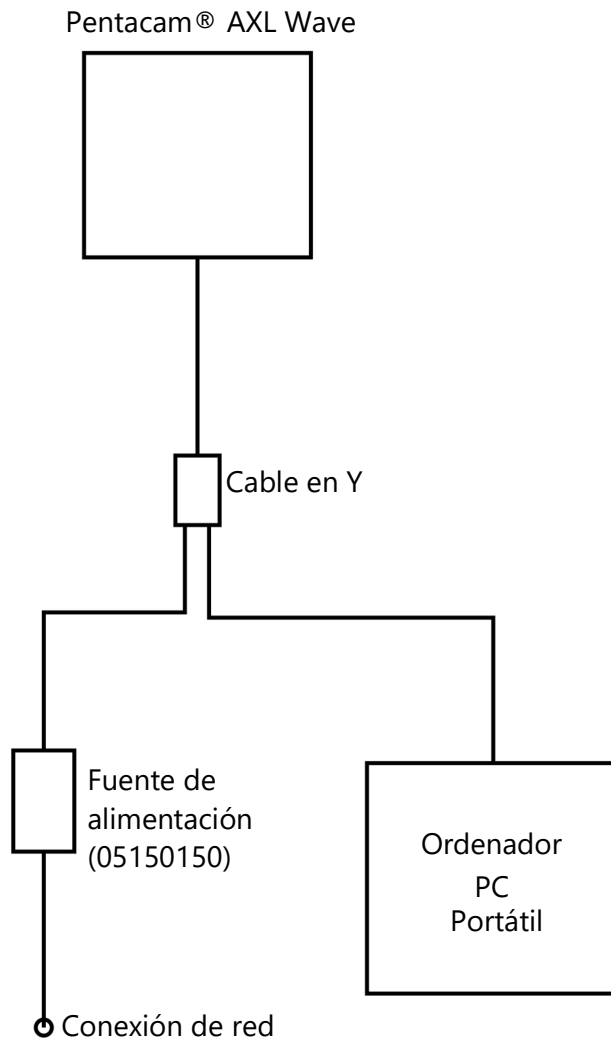 Pentacam® AXL Wave
Cable en Y
Fuente de
alimentación
(05150150)
Ordenador
PC
Portátil
Conexión de red